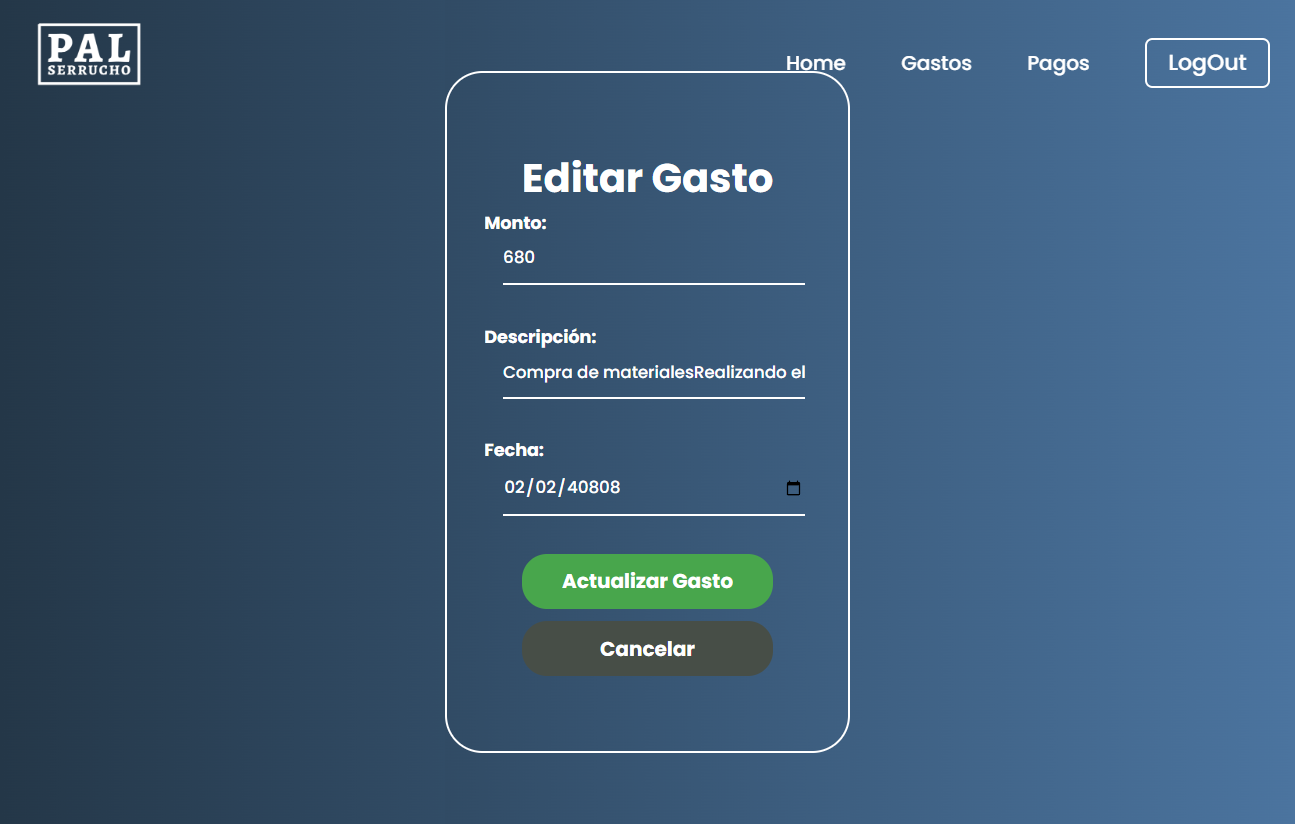 PAL
SERRUCHO
Home
Gastos
Pagos
LogOut
Editar Gasto
Monto:
680
Descripción:
Compra de materialesRealizando el
Fecha:
02/02/40808
Actualizar Gasto
Cancelar